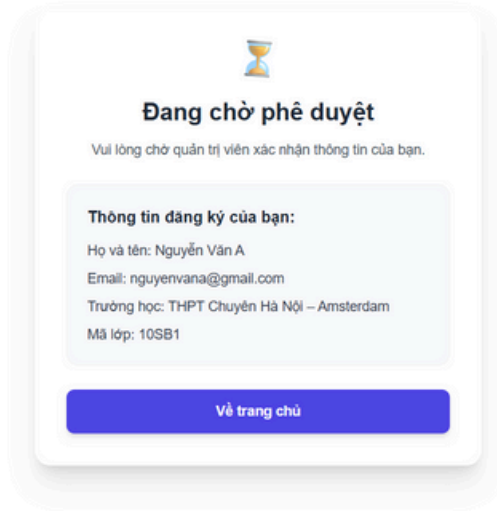 Đang chờ phê duyệt
Vui lòng chờ quản trị viên xác nhận thông tin của bạn.
Thông tin đăng ký của bạn:
Họ và tên: Nguyễn Văn A
Email: nguyenvana@gmail.com
Trường học: THPT Chuyên Hà Nội – Amsterdam
Mã lớp: 10SB1
Về trang chủ